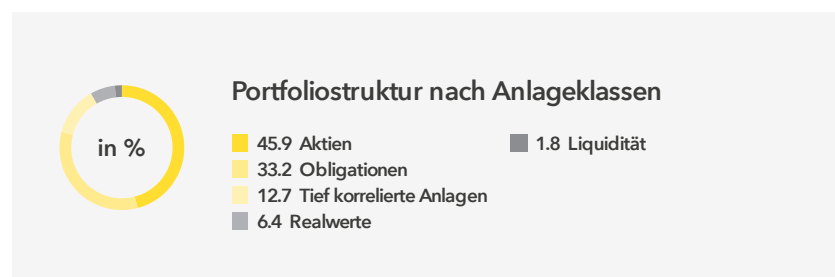 Portfoliostruktur nach Anlageklassen
in %
45.9 Aktien
33.2 Obligationen
12.7 Tief korrelierte Anlagen
6.4 Realwerte
1.8 Liquidität